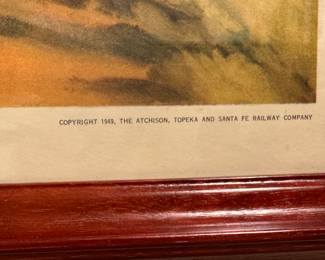 COPYRIGHT 1949, THE ATCHISON, TOPEKA AND SANTA FE RAILWAY COMPANY